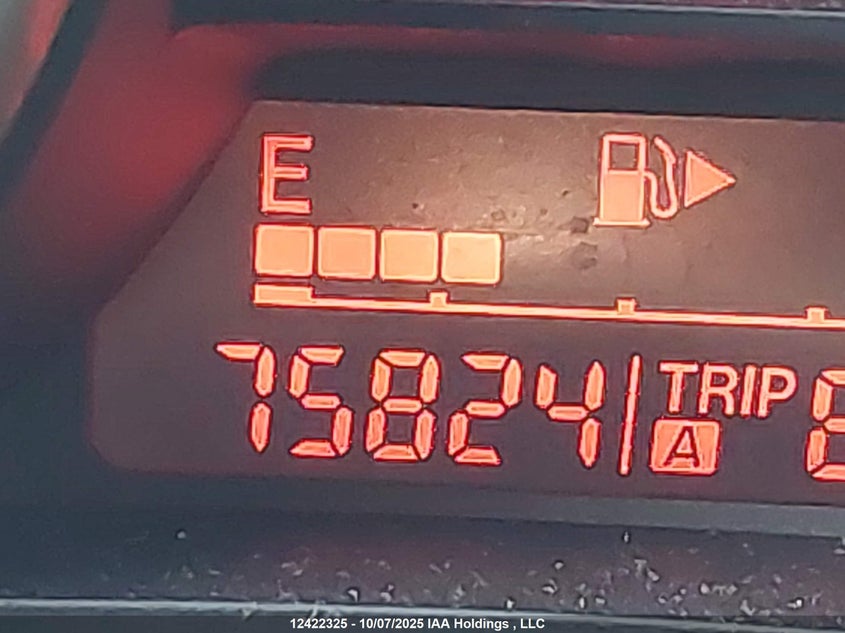 E
75824 TRIP
A
12422325 - 10/07/2025 IAA Holdings , LLC